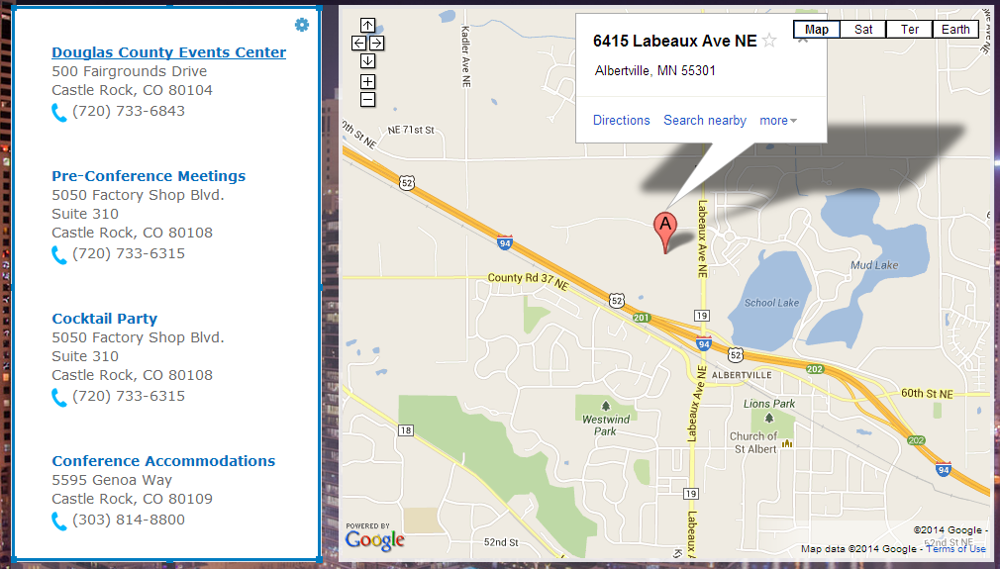 Douglas County Events Center
500 Fairgrounds Drive
Castle Rock, CO 80104
(720) 733-6843
Pre-Conference Meetings
5050 Factory Shop Blvd.
Suite 310
Castle Rock, CO 80108
(720) 733-6315
Cocktail Party
5050 Factory Shop Blvd.
Suite 310
Castle Rock, CO 80108
(720) 733-6315
Conference Accommodations
5595 Genoa Way
Castle Rock, CO 80109
(303) 814-8800
6415 Labeaux Ave NE
Albertville, MN 55301
Directions Search nearby more
Map Sat Ter Earth
Kadler Ave NE
NE 71st St
52
94
A
Labeaux Ave NE
Mud Lake
County Rd 37 NE
School Lake
52
201
19
94
52
ALBERTVILLE
202
60th St NE
Labeaux Ave NE
Lions Park
Westwind
Park
18
Church of
St Albert
202
94
19
Labeaux
52nd St
POWERED BY
Google
©2014 Google -
52nd St NE
Map data ©2014 Google - Terms of Use